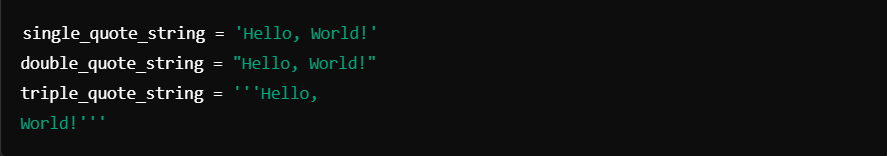 single_quote_string = 'Hello, World!'
double_quote_string = "Hello, World!"
triple_quote_string = '''Hello,
World!'''